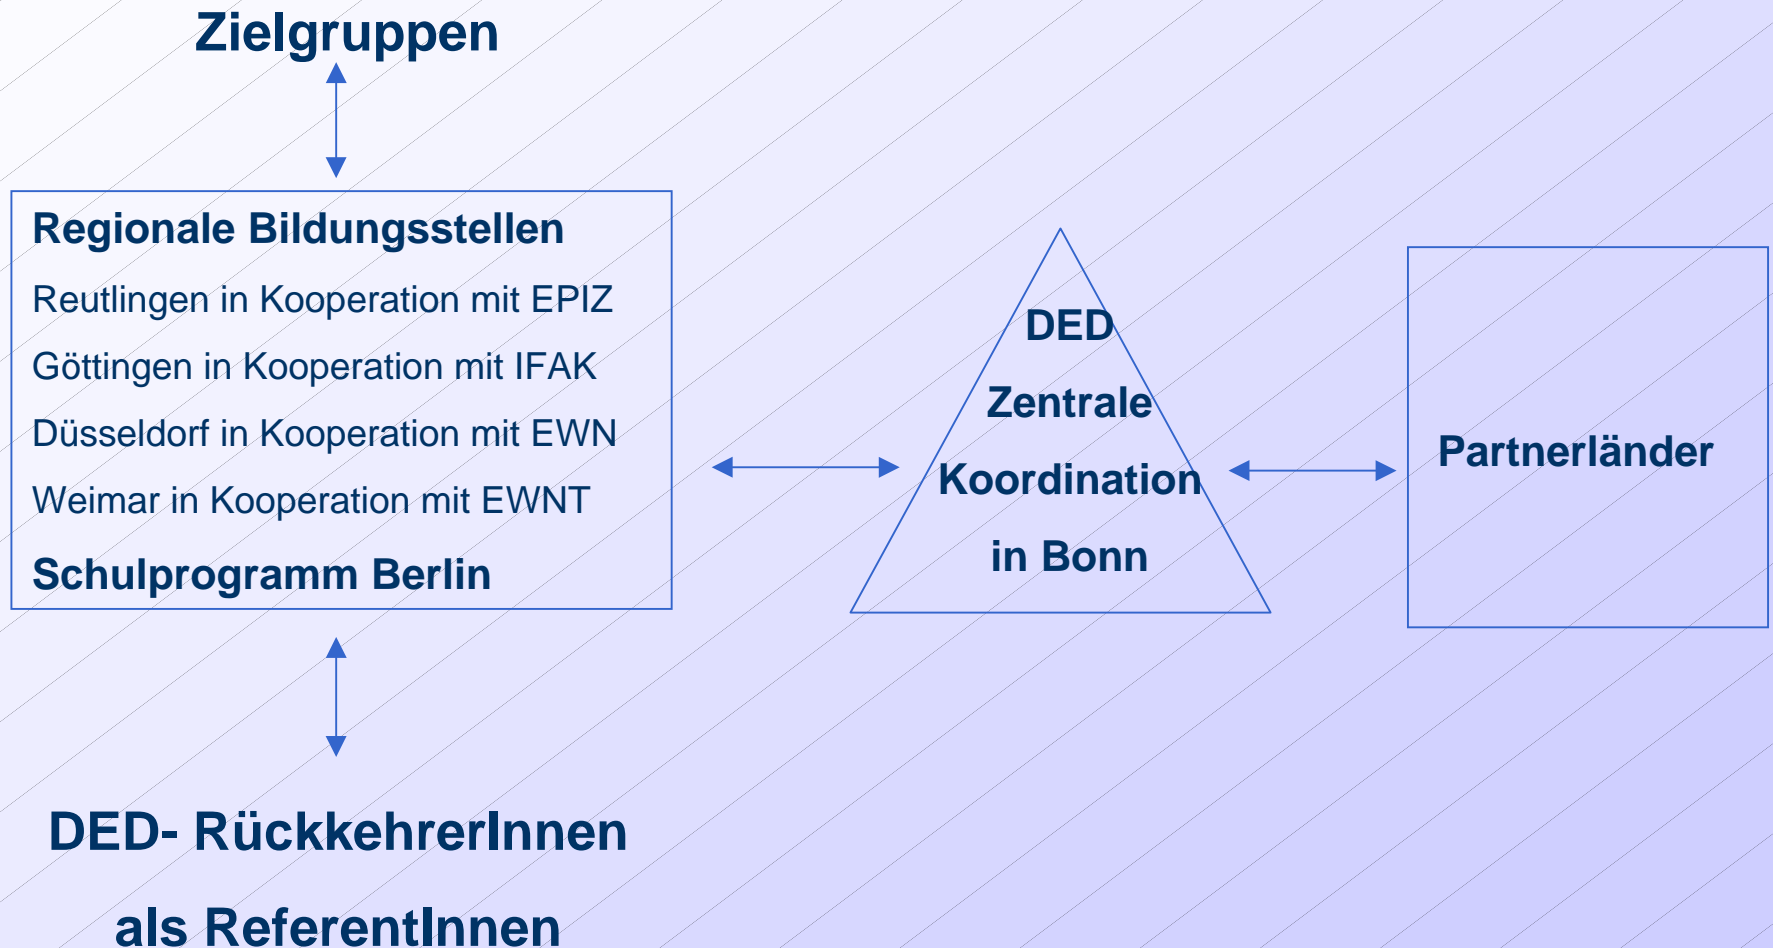 Zielgruppen
Regionale Bildungsstellen
Reutlingen in Kooperation mit EPIZ
Göttingen in Kooperation mit IFAK
Düsseldorf in Kooperation mit EWN
Weimar in Kooperation mit EWNT
Schulprogramm Berlin
DED
Zentrale
Koordination
in Bonn
Partnerländer
DED- RückkehrerInnen
als ReferentInnen